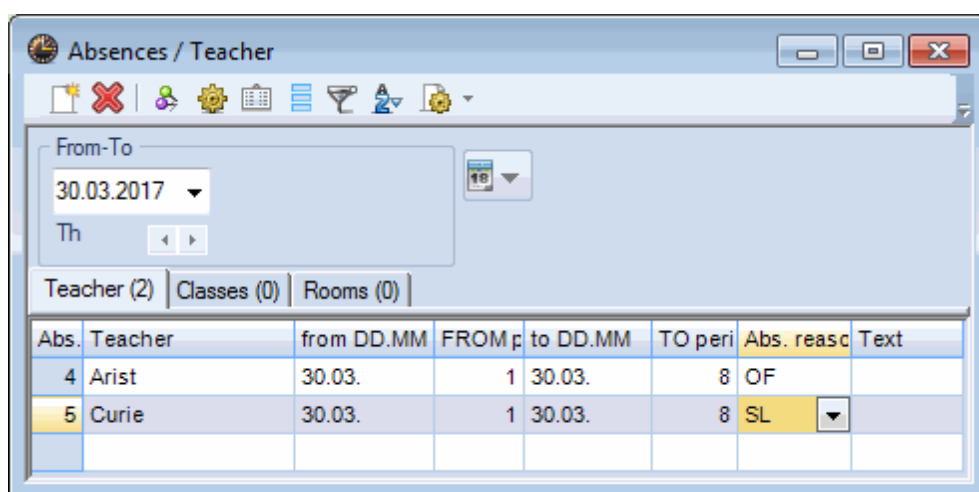 Absences / Teacher
From-To
30.03.2017
18
Th
Teacher (2) Classes (0) Rooms (0)
Abs. Teacher from DD.MM FROM p to DD.MM TO peri Abs. reasc Text
4 Arist 30.03. 1 30.03. 8 OF
5 Curie 30.03. 1 30.03. 8 SL